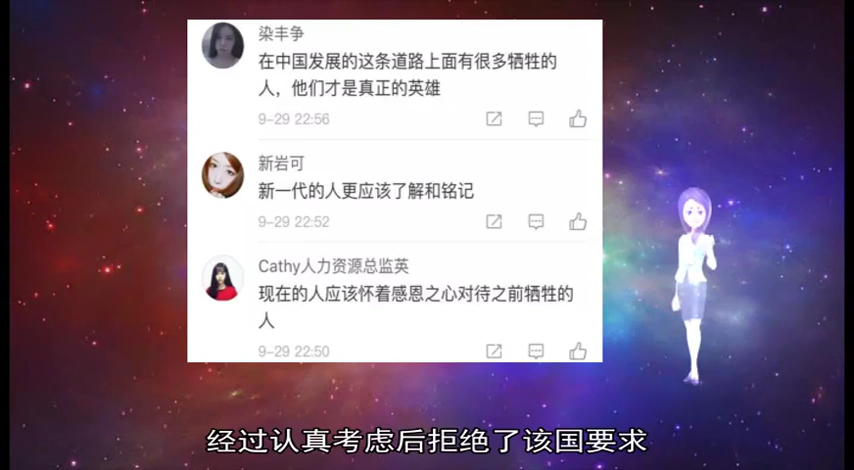 染丰争
在中国发展的这条道路上面有很多牺牲的
人，他们才是真正的英雄
9-29 22:56
新岩可
新一代的人更应该了解和铭记
9-29 22:52
Cathy人力资源总监英
现在的人应该怀着感恩之心对待之前牺牲的
人
9-29 22:50
经过认真考虑后拒绝了该国要求